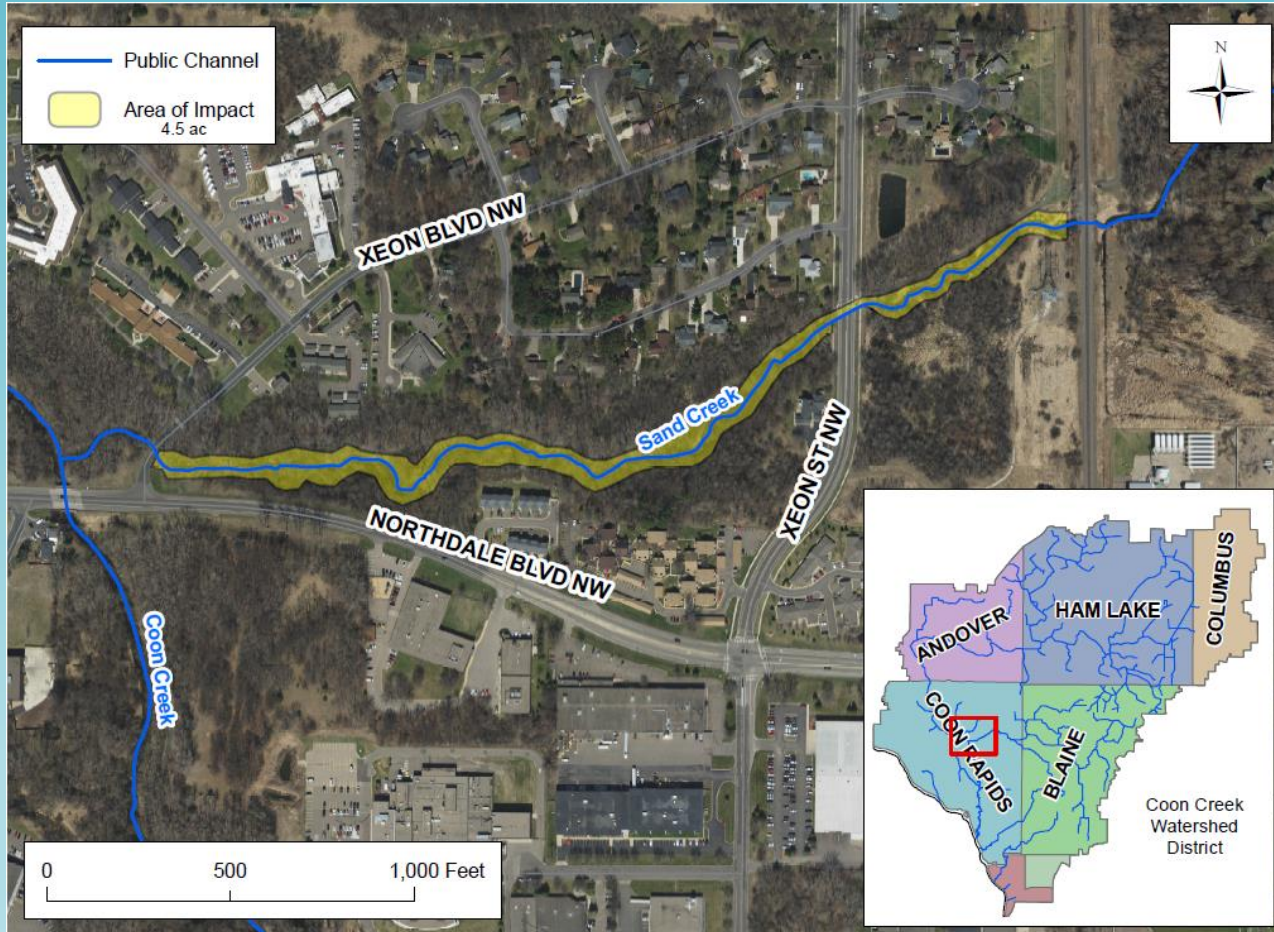 Public Channel
Area of Impact
4.5 ac
N
XEON BLVD NW
Sand Creek
XEON ST NW
NORTHDALE BLVD NW
Coon Creek
0 500 1,000 Feet
ANDOVER
HAM LAKE
COLUMBUS
COON RAPIDS
BLAINE
Coon Creek
Watershed
District